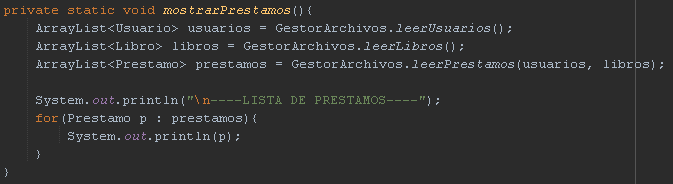 private static void mostrarPrestamos(){
ArrayList<Usuario> usuarios = GestorArchivos.leerUsuarios();
ArrayList<Libro> libros = GestorArchivos.leerLibros();
ArrayList<Prestamo> prestamos = GestorArchivos.leerPrestamos(usuarios, libros);
System.out.println("\n----LISTA DE PRESTAMOS----");
for(Prestamo p : prestamos){
System.out.println(p);
}
}